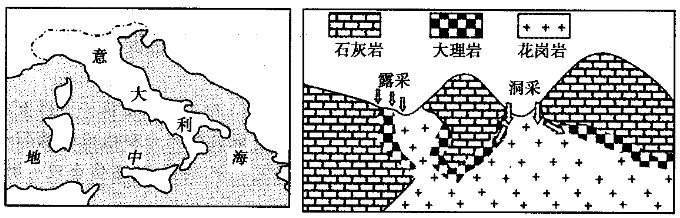 意
大
利
地 中 海
石灰岩 大理岩 花岗岩
露采
洞采